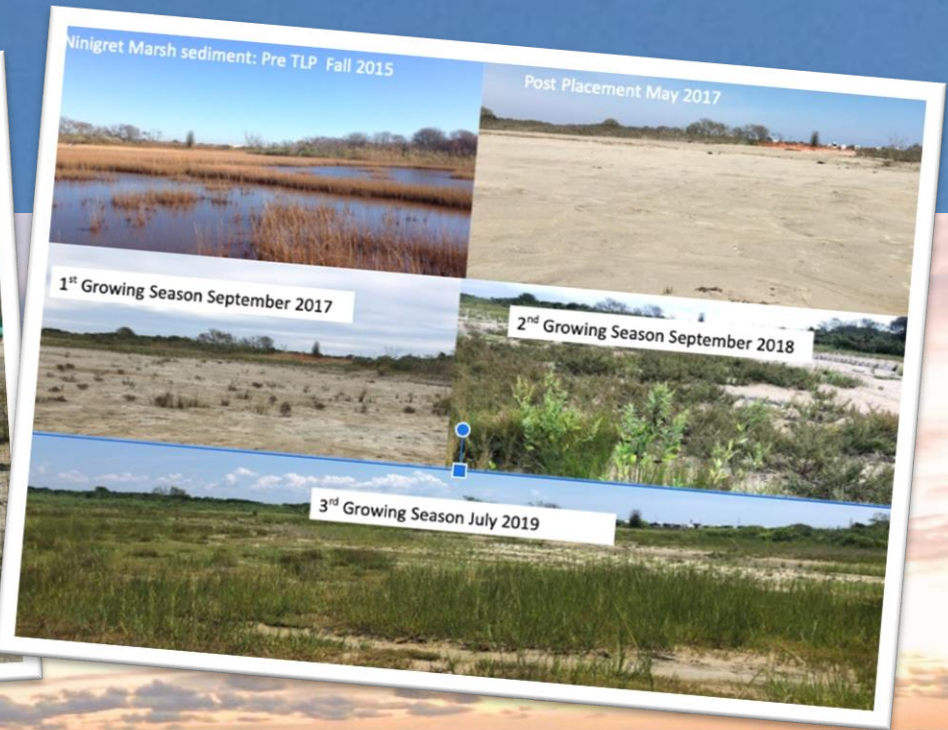 Ninigret Marsh sediment: Pre TLP Fall 2015
Post Placement May 2017
1st Growing Season September 2017
2nd Growing Season September 2018
3rd Growing Season July 2019